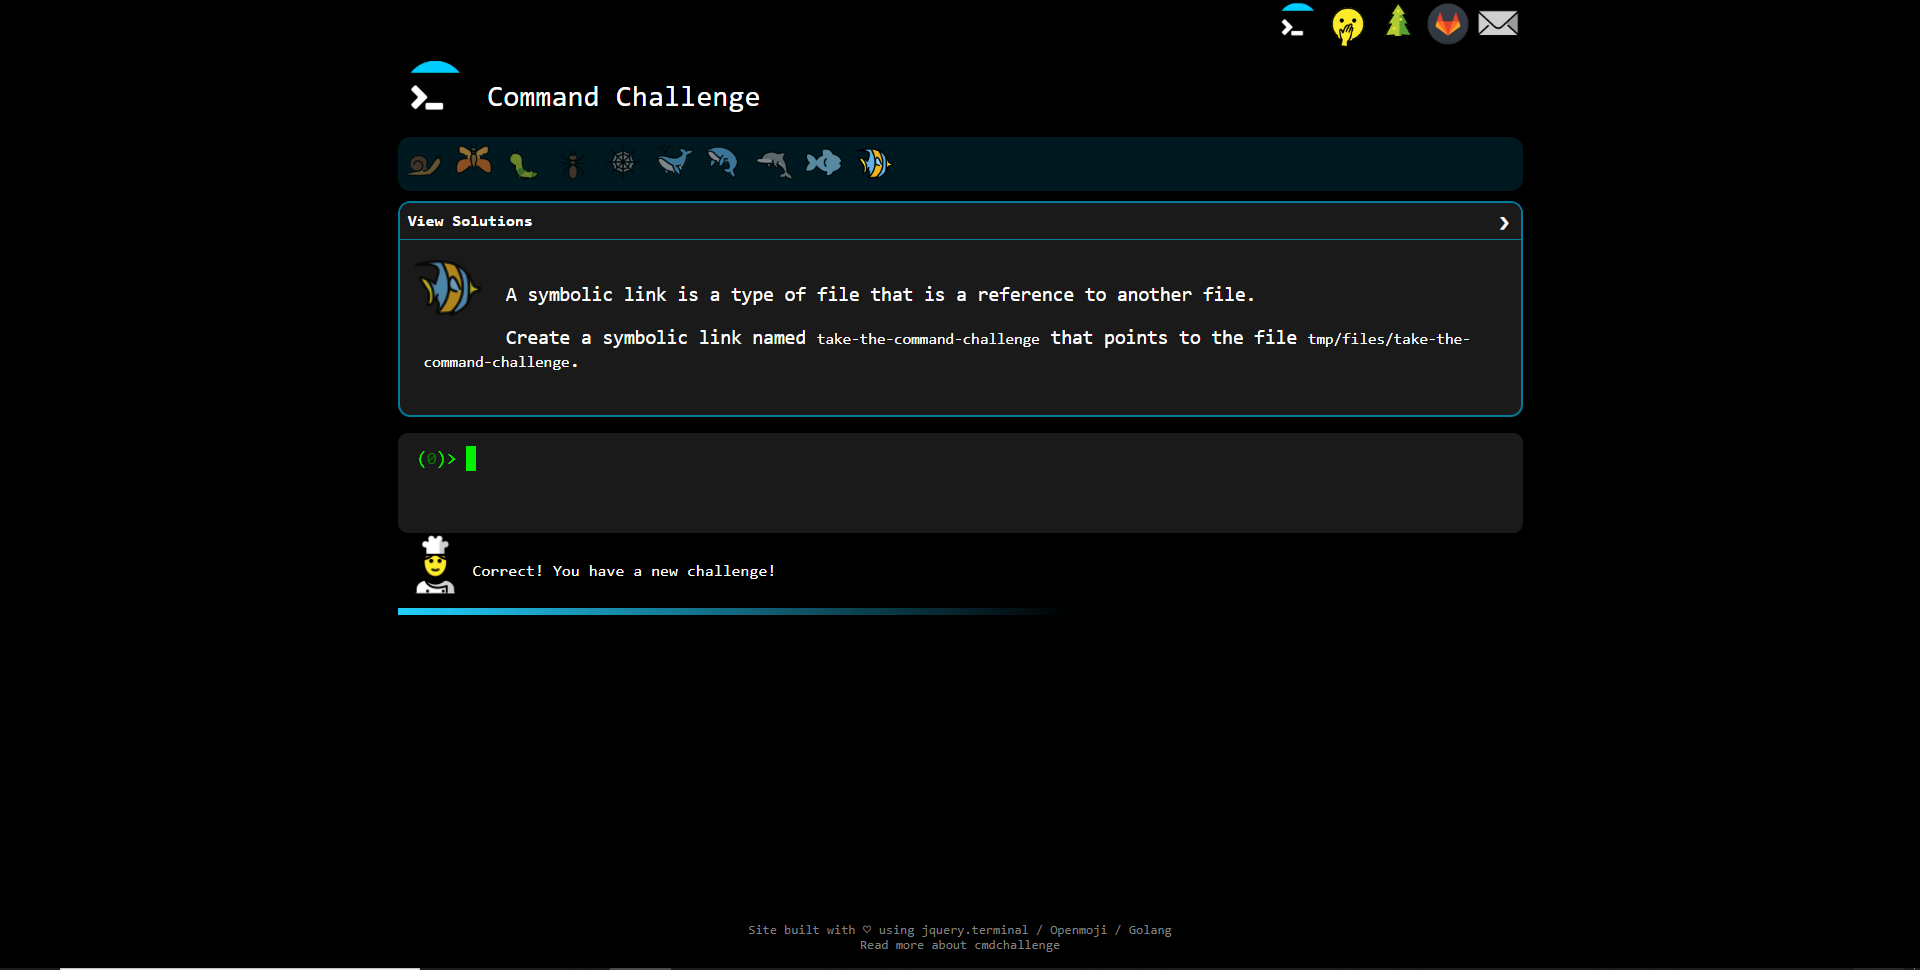 Command Challenge
View Solutions
A symbolic link is a type of file that is a reference to another file.
Create a symbolic link named take-the-command-challenge that points to the file tmp/files/take-the-
command-challenge.
(0)>
Correct! You have a new challenge!
Site built with ♡ using jquery.terminal / Openmoji / Golang
Read more about cmdchallenge